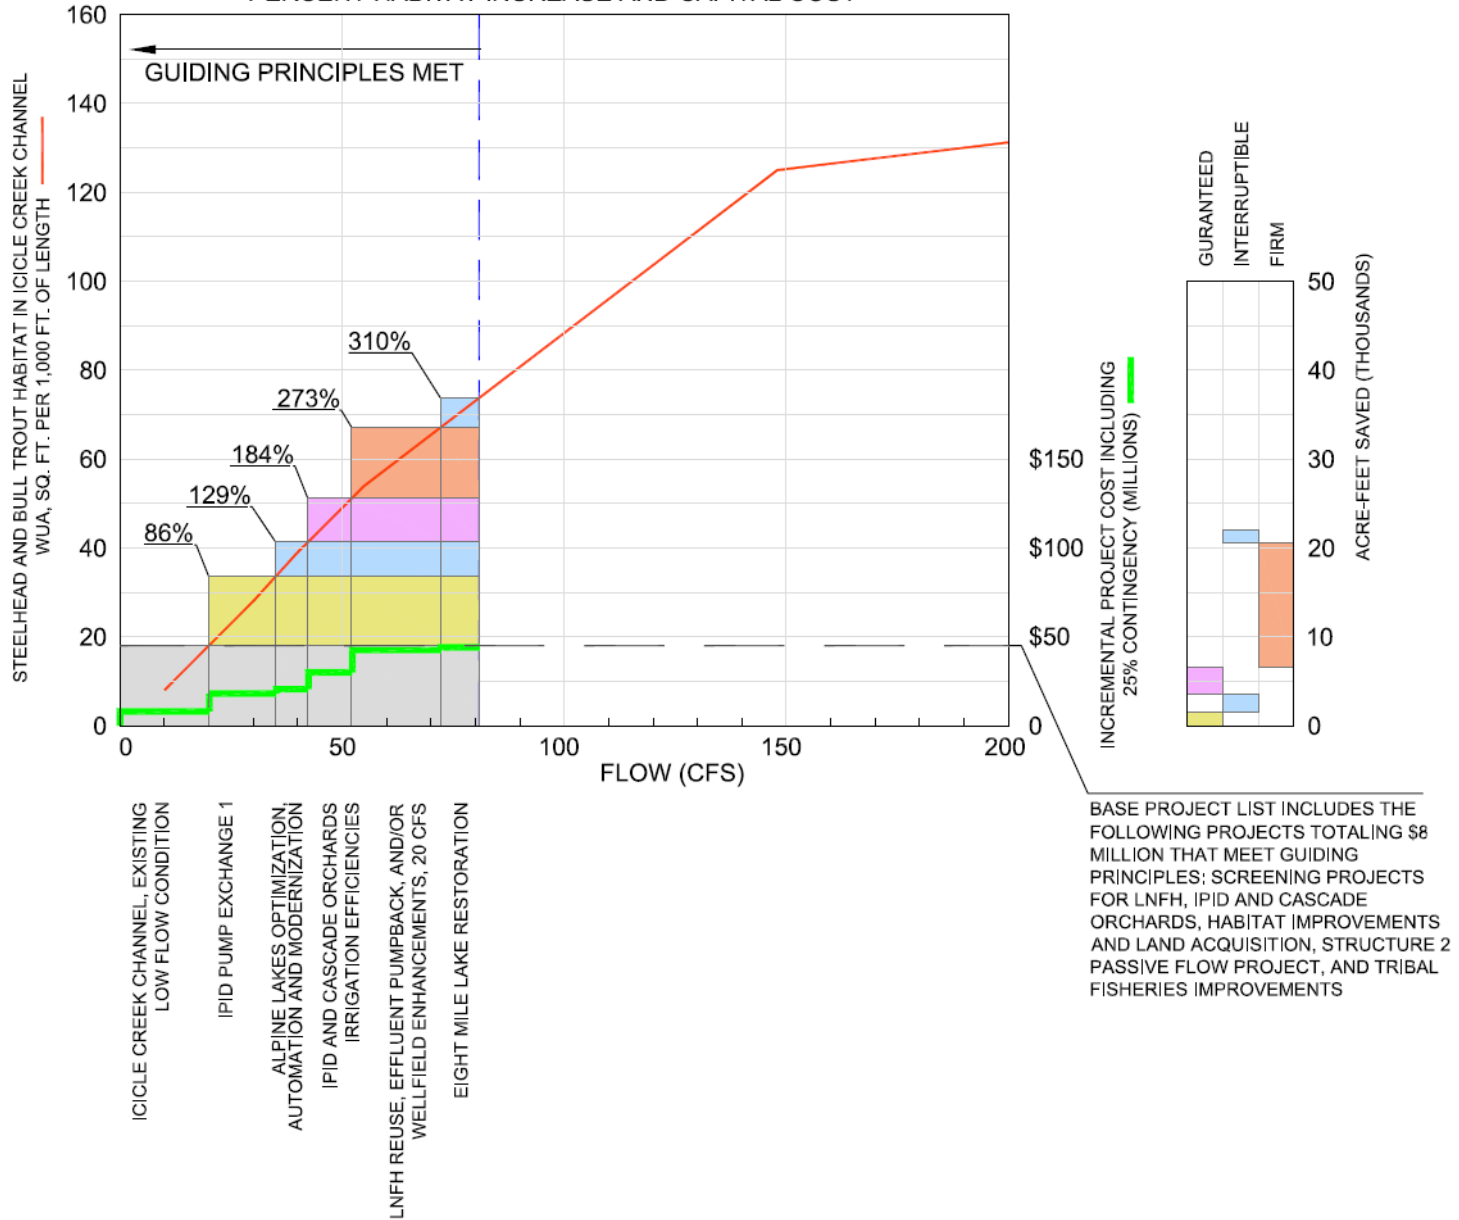 PERCENT HABITAT INCREASE AND CAPITAL COST
160
140
120
100
80
60
40
20
0
STEELHEAD AND BULL TROUT HABITAT IN ICICLE CREEK CHANNEL
WUA, SQ. FT. PER 1,000 FT. OF LENGTH
GUIDING PRINCIPLES MET
310%
273%
184%
129%
86%
0
50
100
150
200
FLOW (CFS)
$150
$100
$50
0
INCREMENTAL PROJECT COST INCLUDING
25% CONTINGENCY (MILLIONS)
GURANTEED
INTERRUPTIBLE
FIRM
50
40
30
20
10
0
ACRE-FEET SAVED (THOUSANDS)
ICICLE CREEK CHANNEL, EXISTING
LOW FLOW CONDITION
IPID PUMP EXCHANGE 1
ALPINE LAKES OPTIMIZATION,
AUTOMATION AND MODERNIZATION
IPID AND CASCADE ORCHARDS
IRRIGATION EFFICIENCIES
LNFH REUSE, EFFLUENT PUMPBACK, AND/OR
WELLFIELD ENHANCEMENTS, 20 CFS
EIGHT MILE LAKE RESTORATION
BASE PROJECT LIST INCLUDES THE
FOLLOWING PROJECTS TOTALING $8
MILLION THAT MEET GUIDING
PRINCIPLES: SCREENING PROJECTS
FOR LNFH, IPID AND CASCADE
ORCHARDS, HABITAT IMPROVEMENTS
AND LAND ACQUISITION, STRUCTURE 2
PASSIVE FLOW PROJECT, AND TRIBAL
FISHERIES IMPROVEMENTS